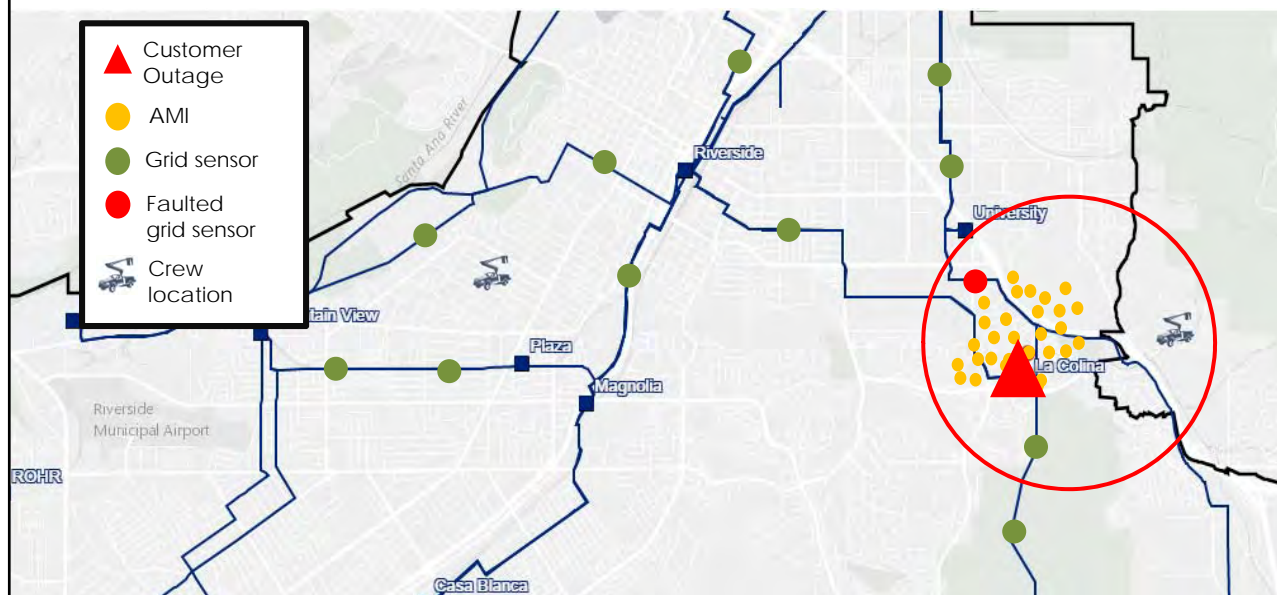 Customer
Outage
AMI
Grid sensor
Faulted
grid sensor
Crew
location
Santa Ana River
Riverside
University
tain View
Plaza
La Colina
Magnolia
Riverside
Municipal Airport
ROHR
Casa Blanca